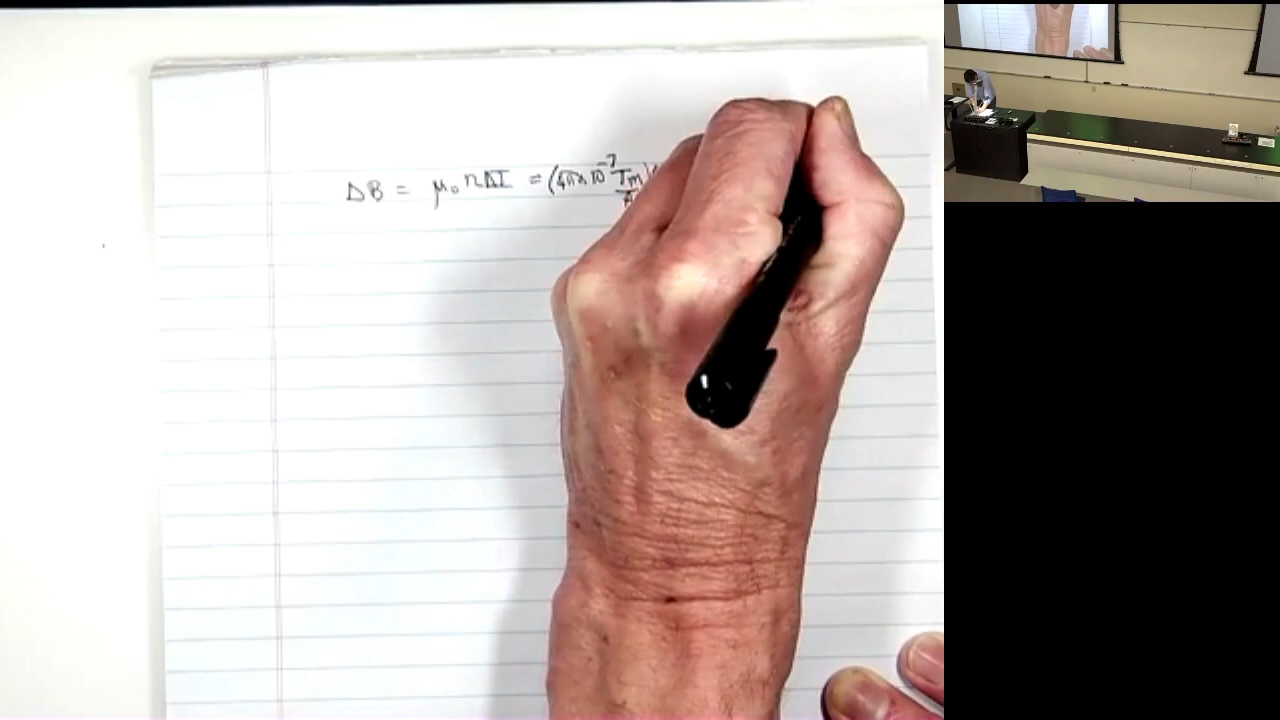 ΔB = μ₀ n ΔI = (4π×10⁻⁷ Tm/A)